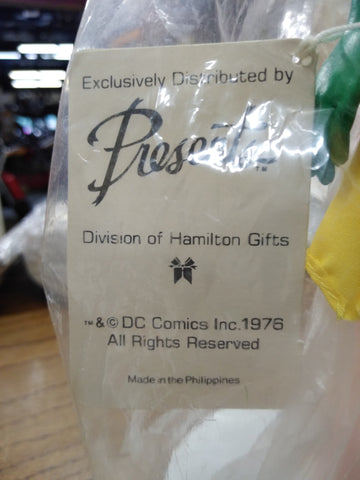 Exclusively Distributed by
Presents
Division of Hamilton Gifts
™ & © DC Comics Inc. 1976
All Rights Reserved
Made in the Philippines